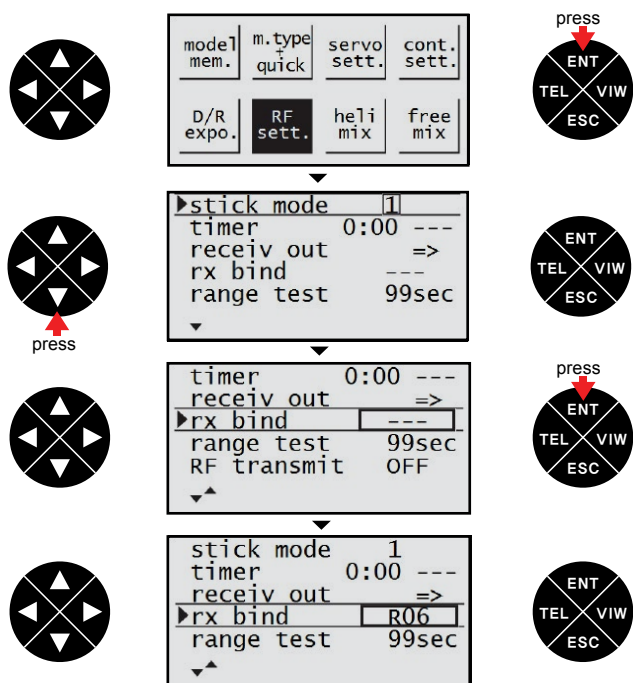 press
model m.type servo cont.
mem. + sett. sett.
quick
D/R RF heli free
expo. sett. mix mix
ENT
TEL VIW
ESC
stick mode 1
timer 0:00 ---
receiv out =>
rx bind ---
range test 99sec
press
ENT
TEL VIW
ESC
timer 0:00 ---
receiv out =>
rx bind ---
range test 99sec
RF transmit OFF
press
ENT
TEL VIW
ESC
stick mode 1
timer 0:00 ---
receiv out =>
rx bind R06
range test 99sec
ENT
TEL VIW
ESC